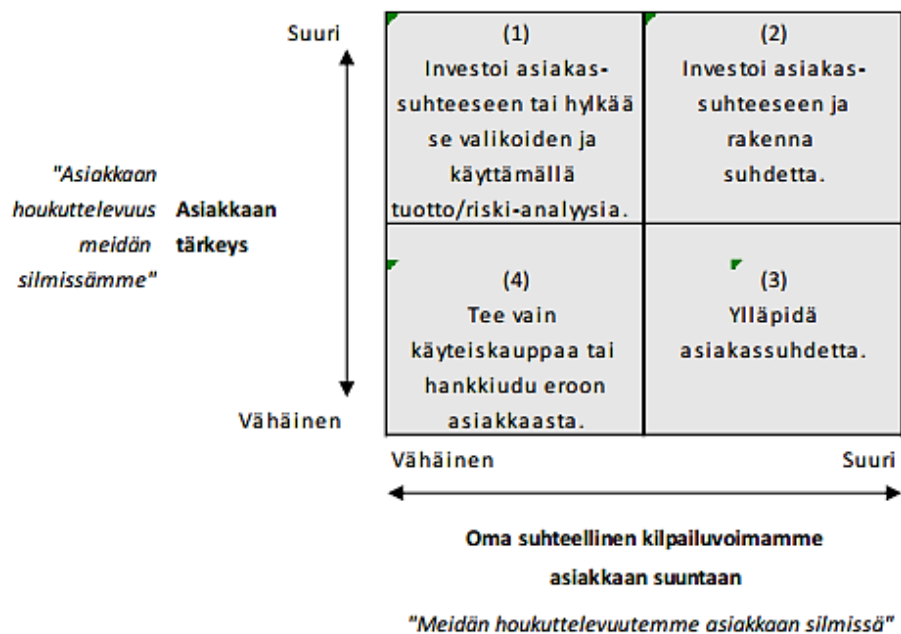 Suuri
"Asiakkaan
houkuttelevuus
meidän
silmissämme"
Asiakkaan
tärkeys
Vähäinen
(1)
Investoi asiakas-
suhteeseen tai hylkää
se valikoiden ja
käyttämällä
tuotto/riski-analyysia.
(2)
Investoi asiakas-
suhteeseen ja
rakenna
suhdetta.
(4)
Tee vain
käteiskauppaa tai
hankkiudu eroon
asiakkaasta.
(3)
Ylläpidä
asiakassuhdetta.
Vähäinen
Suuri
Oma suhteellinen kilpailuvoimamme
asiakkaan suuntaan
"Meidän houkuttelevuutemme asiakkaan silmissä"